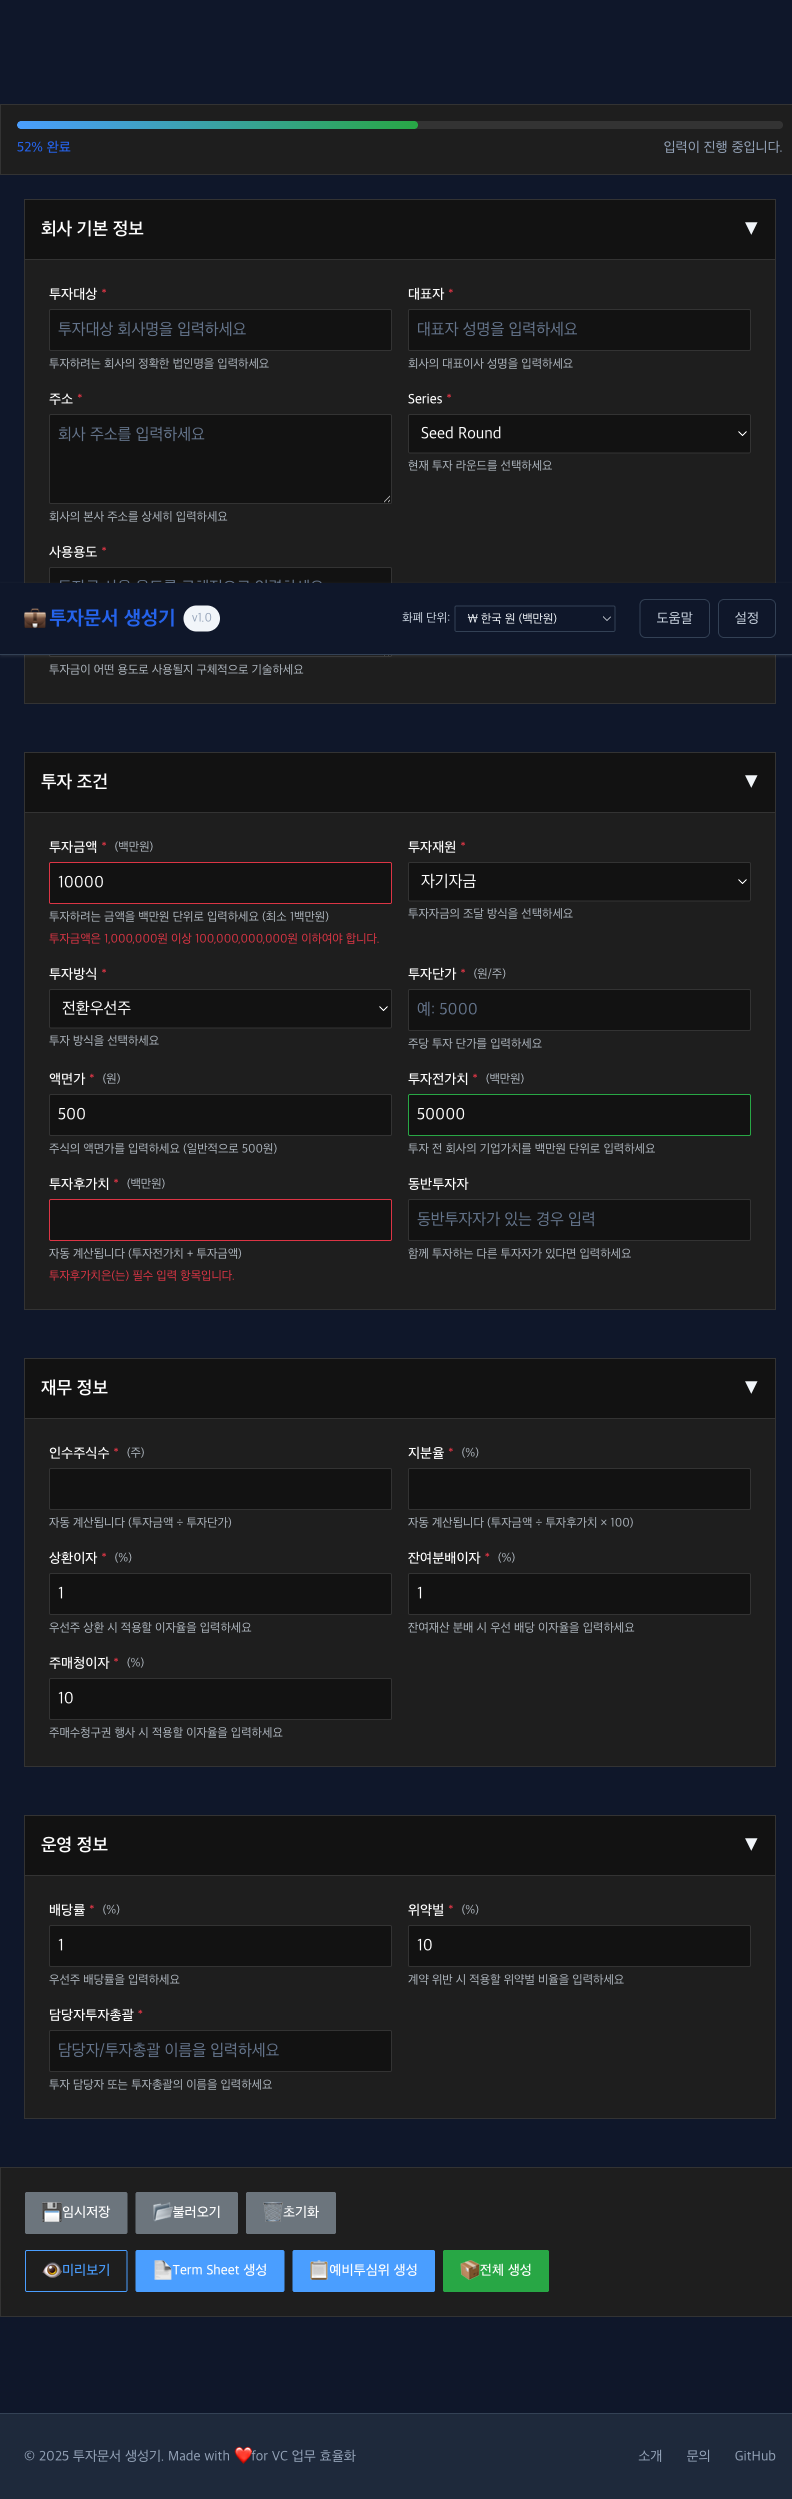 52% 완료
입력이 진행 중입니다.
회사 기본 정보 ▼
투자대상 *
대표자 *
투자대상 회사명을 입력하세요
대표자 성명을 입력하세요
투자하려는 회사의 정확한 법인명을 입력하세요
회사의 대표이사 성명을 입력하세요
주소 *
Series *
회사 주소를 입력하세요
Seed Round
현재 투자 라운드를 선택하세요
회사의 본사 주소를 상세히 입력하세요
사용용도 *
투자문서 생성기 v1.0
화폐 단위: ₩ 한국 원 (백만원)
도움말
설정
투자금이 어떤 용도로 사용될지 구체적으로 기술하세요
투자 조건 ▼
투자금액 * (백만원)
투자재원 *
10000
자기자금
투자하려는 금액을 백만원 단위로 입력하세요 (최소 1백만원)
투자자금의 조달 방식을 선택하세요
투자금액은 1,000,000원 이상 100,000,000,000원 이하여야 합니다.
투자방식 *
투자단가 * (원/주)
전환우선주
예: 5000
투자 방식을 선택하세요
주당 투자 단가를 입력하세요
액면가 * (원)
투자전가치 * (백만원)
500
50000
주식의 액면가를 입력하세요 (일반적으로 500원)
투자 전 회사의 기업가치를 백만원 단위로 입력하세요
투자후가치 * (백만원)
동반투자자
동반투자자가 있는 경우 입력
자동 계산됩니다 (투자전가치 + 투자금액)
함께 투자하는 다른 투자자가 있다면 입력하세요
투자후가치은(는) 필수 입력 항목입니다.
재무 정보 ▼
인수주식수 * (주)
지분율 * (%)
자동 계산됩니다 (투자금액 ÷ 투자단가)
자동 계산됩니다 (투자금액 ÷ 투자후가치 × 100)
상환이자 * (%)
잔여분배이자 * (%)
1
1
우선주 상환 시 적용할 이자율을 입력하세요
잔여재산 분배 시 우선 배당 이자율을 입력하세요
주매청이자 * (%)
10
주매수청구권 행사 시 적용할 이자율을 입력하세요
운영 정보 ▼
배당률 * (%)
위약벌 * (%)
1
10
우선주 배당률을 입력하세요
계약 위반 시 적용할 위약벌 비율을 입력하세요
담당자투자총괄 *
담당자/투자총괄 이름을 입력하세요
투자 담당자 또는 투자총괄의 이름을 입력하세요
💾임시저장
📂불러오기
🗑️초기화
👁️미리보기
📄Term Sheet 생성
📋예비투심위 생성
📦전체 생성
© 2025 투자문서 생성기. Made with ❤️for VC 업무 효율화
소개
문의
GitHub